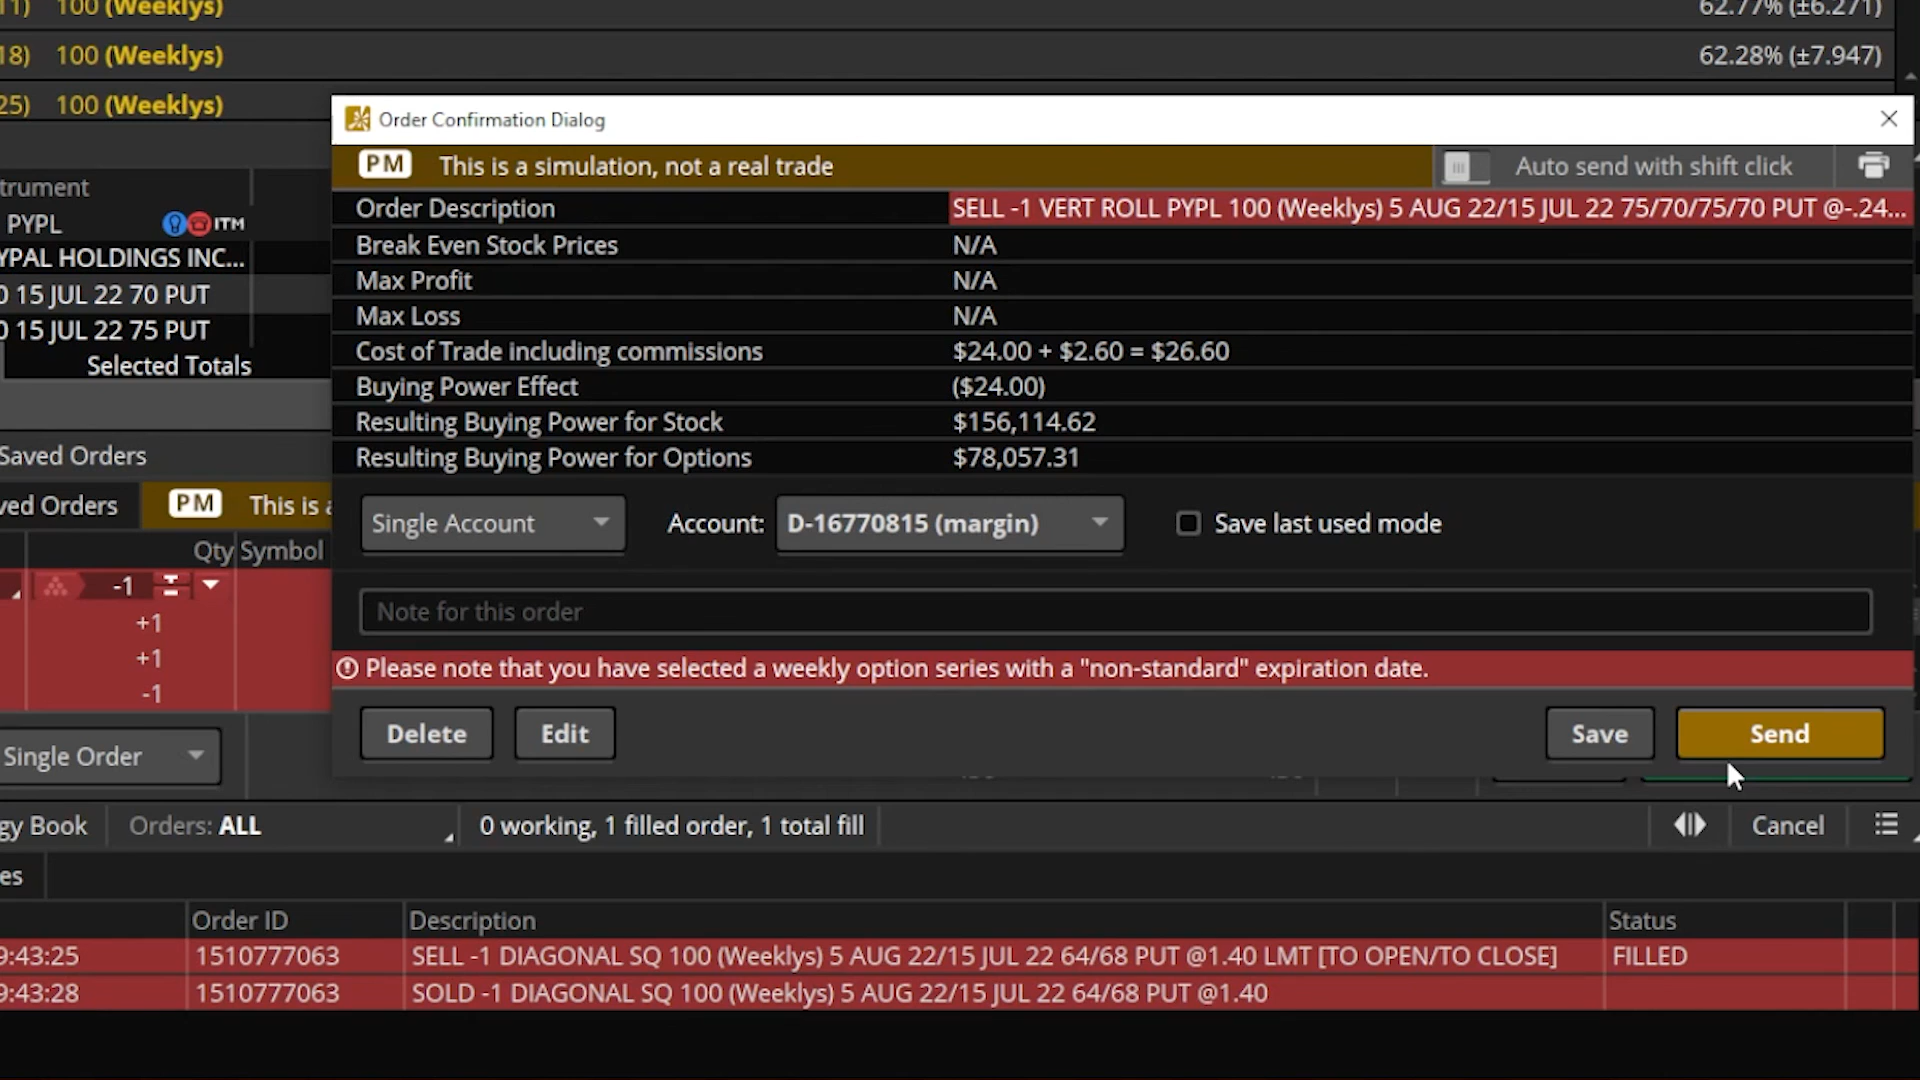 11) 100 (Weeklys) 62.77% (±6.271)
18) 100 (Weeklys) 62.28% (±7.947)
25) 100 (Weeklys)
Order Confirmation Dialog
PM This is a simulation, not a real trade Auto send with shift click
trument
Order Description SELL -1 VERT ROLL PYPL 100 (Weeklys) 5 AUG 22/15 JUL 22 75/70/75/70 PUT @-.24...
PYPL ITM
Break Even Stock Prices N/A
YPAL HOLDINGS INC...
Max Profit N/A
0 15 JUL 22 70 PUT
Max Loss N/A
0 15 JUL 22 75 PUT
Cost of Trade including commissions $24.00 + $2.60 = $26.60
Selected Totals
Buying Power Effect ($24.00)
Resulting Buying Power for Stock $156,114.62
Resulting Buying Power for Options $78,057.31
Saved Orders
ved Orders PM This is a
Single Account Account: D-16770815 (margin) Save last used mode
Qty Symbol
-1
+1
+1
-1
Note for this order
Please note that you have selected a weekly option series with a "non-standard" expiration date.
Delete Edit Save Send
Single Order
gy Book Orders: ALL 0 working, 1 filled order, 1 total fill Cancel
es
Order ID Description Status
9:43:25 1510777063 SELL -1 DIAGONAL SQ 100 (Weeklys) 5 AUG 22/15 JUL 22 64/68 PUT @1.40 LMT [TO OPEN/TO CLOSE] FILLED
9:43:28 1510777063 SOLD -1 DIAGONAL SQ 100 (Weeklys) 5 AUG 22/15 JUL 22 64/68 PUT @1.40